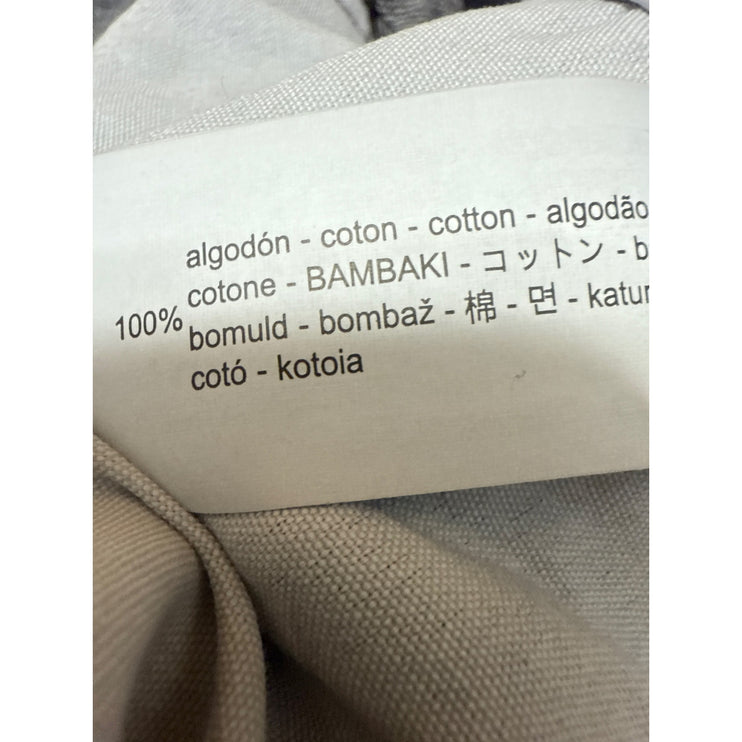 algodón - coton - cotton - algodão
cotone - BAMBAKI - コットン -
100% bomuld - bombaž - 棉 - 면 -
cotó - kotoia